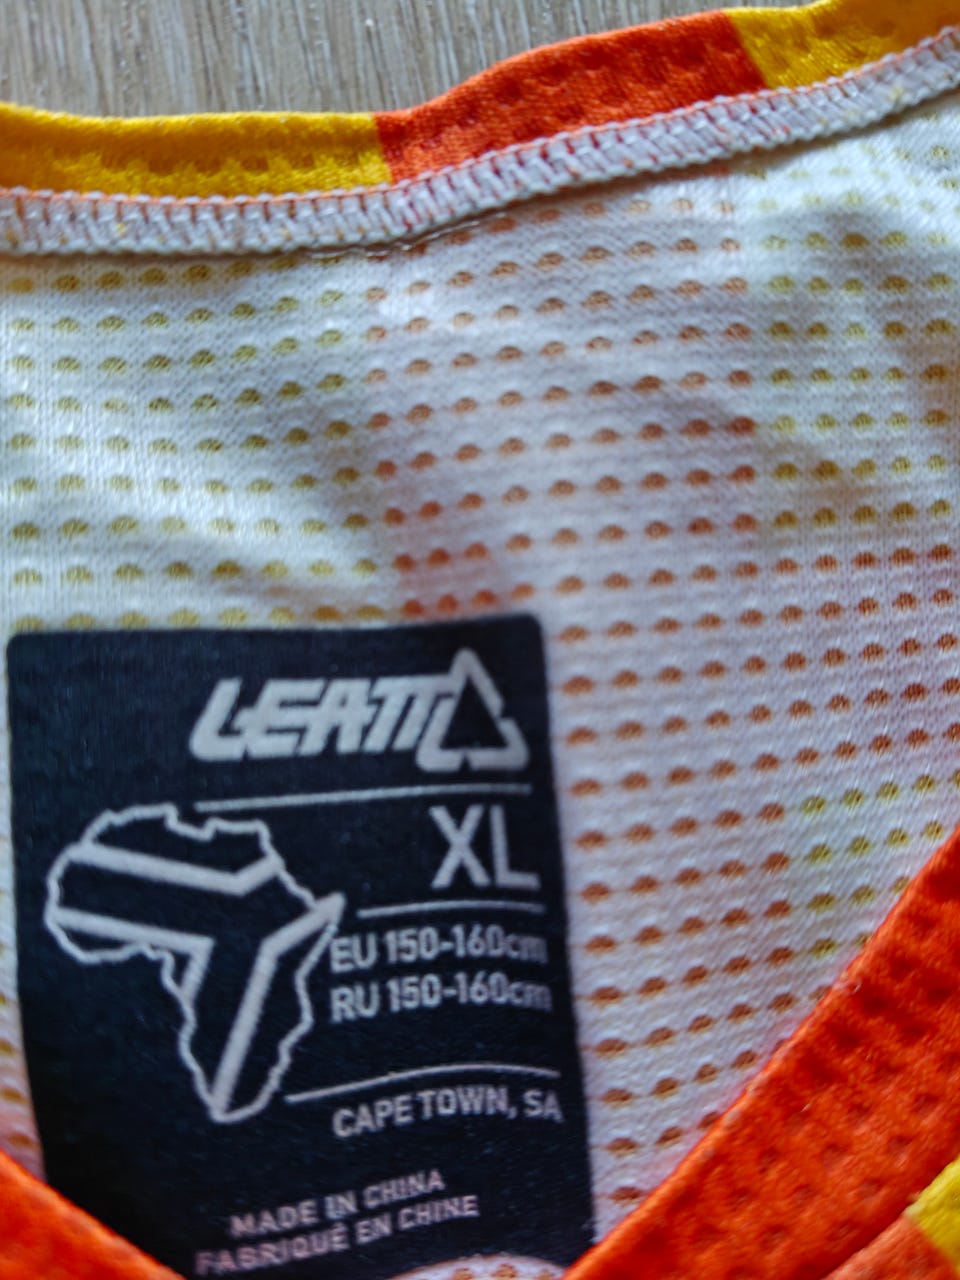 LEATT
XL
EU 150-160cm
RU 150-160cm
CAPE TOWN, SA
MADE IN CHINA
FABRIQUÉ EN CHINE